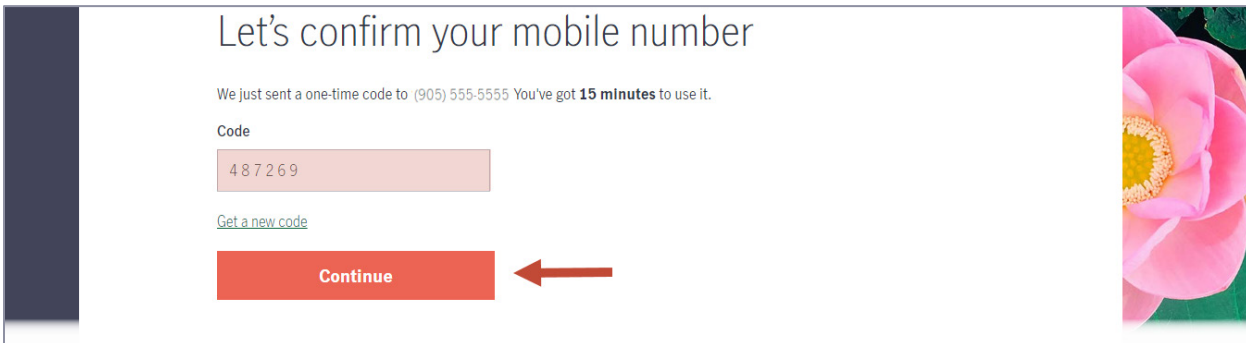 Let's confirm your mobile number
We just sent a one-time code to (905) 555-5555 You've got 15 minutes to use it.
Code
487269
Get a new code
Continue